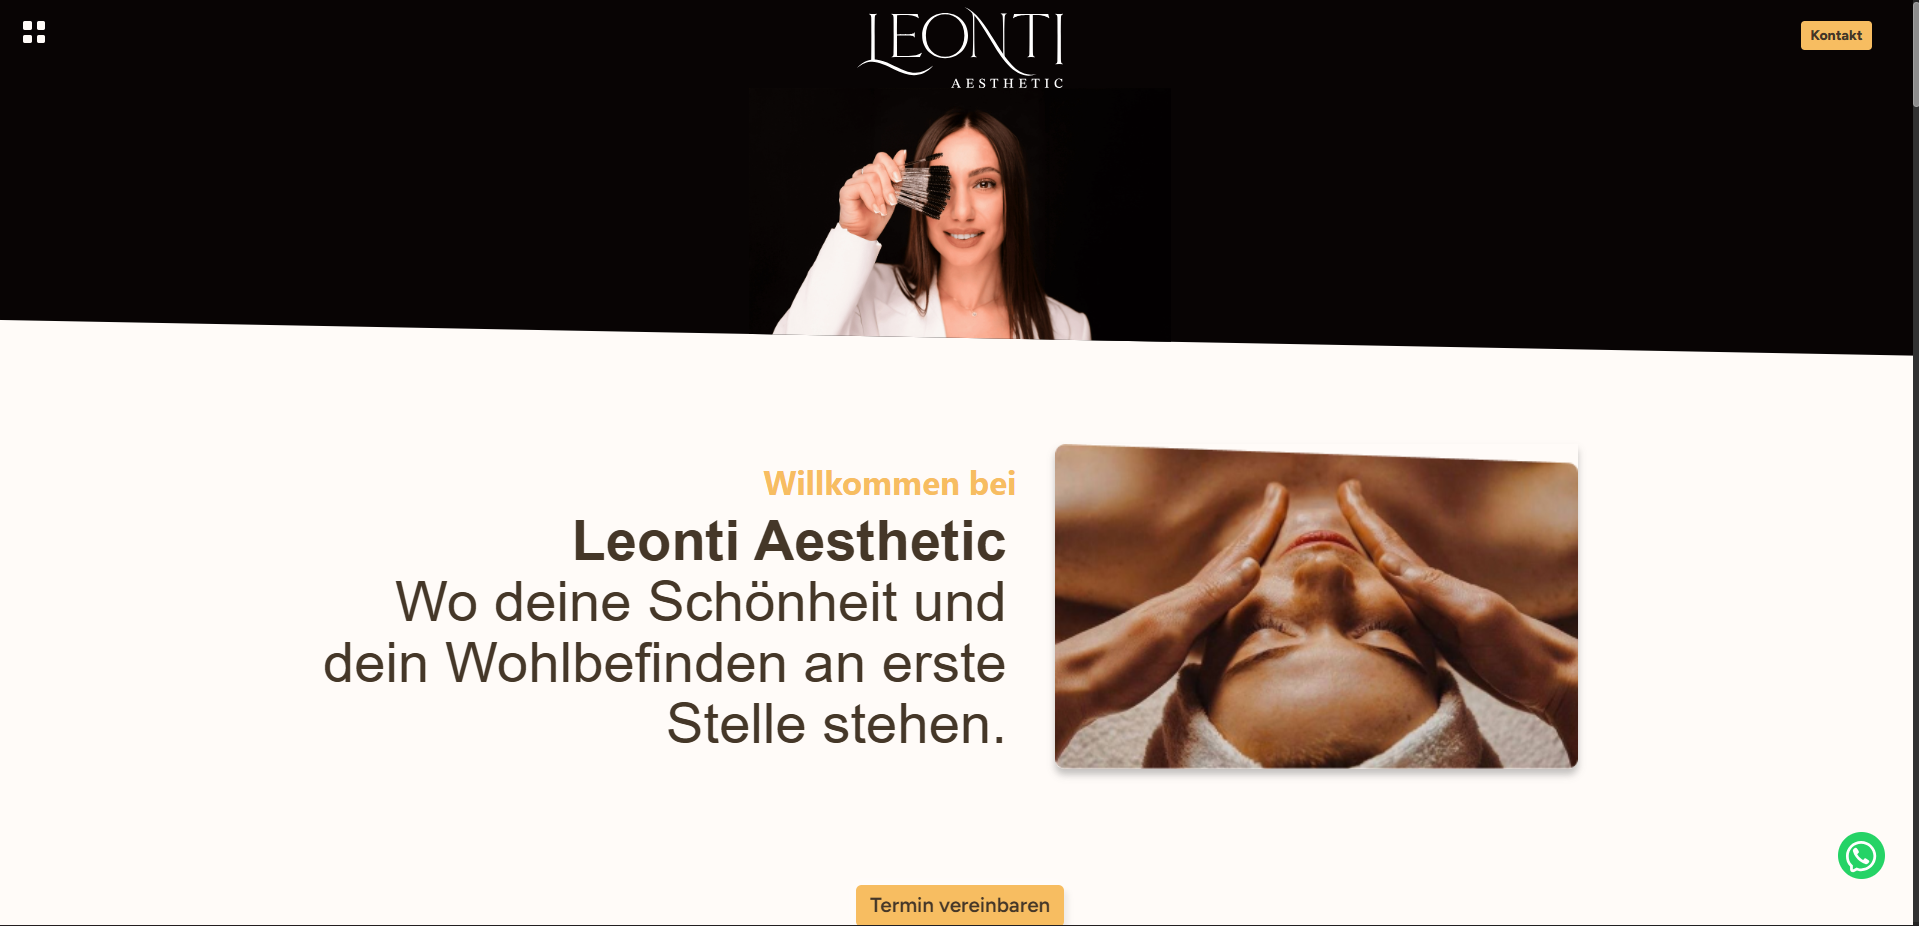 LEONTI
AESTHETIC
Kontakt
Willkommen bei
Leonti Aesthetic
Wo deine Schönheit und
dein Wohlbefinden an erste
Stelle stehen.
Termin vereinbaren